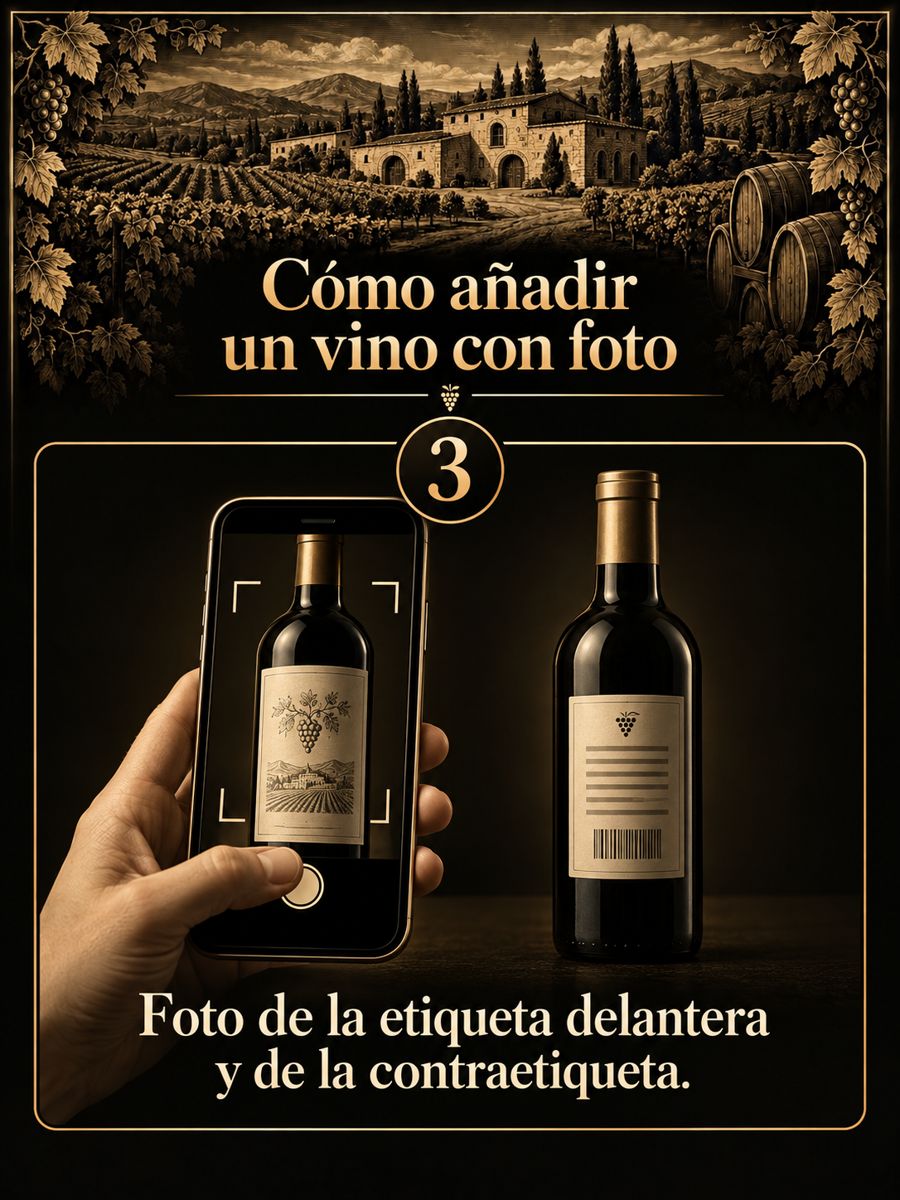 Cómo añadir
un vino con foto
3
Foto de la etiqueta delantera
y de la contraetiqueta.